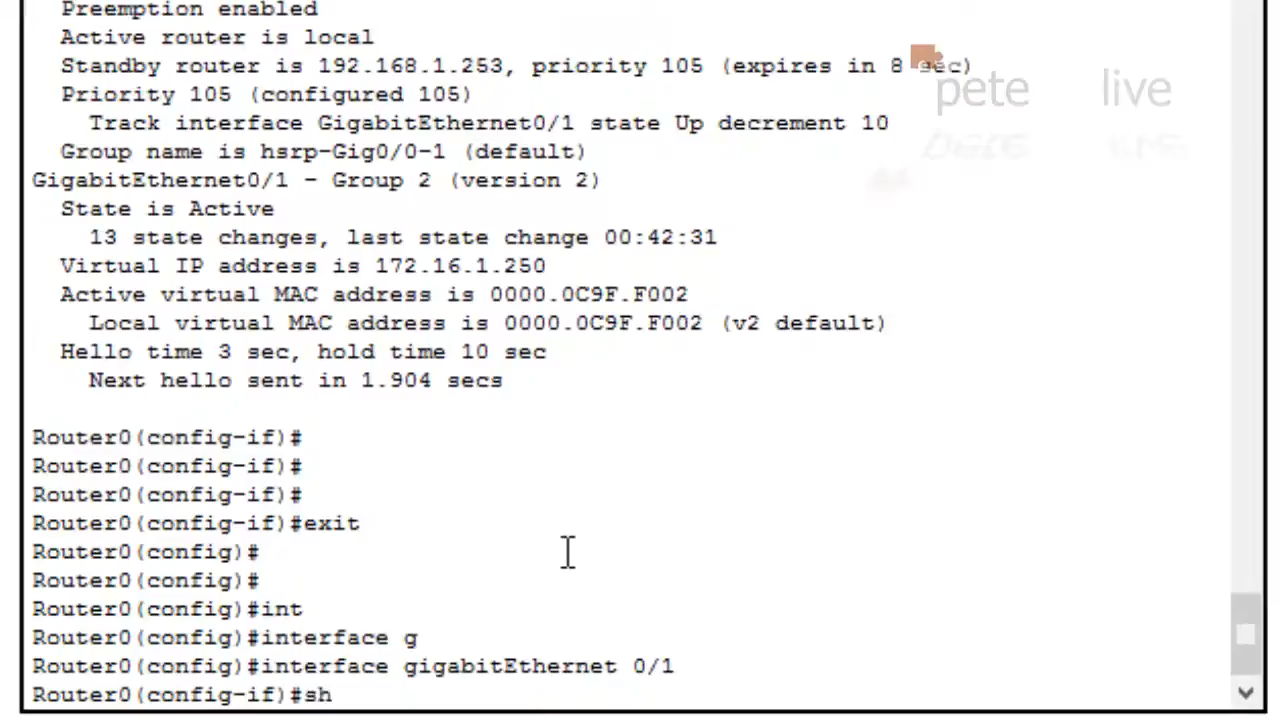 Preemption enabled
Active router is local
Standby router is 192.168.1.253, priority 105 (expires in 8 sec)
pete live
Priority 105 (configured 105)
Track interface GigabitEthernet0/1 state Up decrement 10
Group name is hsrp-Gig0/0-1 (default)
GigabitEthernet0/1 - Group 2 (version 2)
State is Active
13 state changes, last state change 00:42:31
Virtual IP address is 172.16.1.250
Active virtual MAC address is 0000.0C9F.F002
Local virtual MAC address is 0000.0C9F.F002 (v2 default)
Hello time 3 sec, hold time 10 sec
Next hello sent in 1.904 secs
Router0(config-if)#
Router0(config-if)#
Router0(config-if)#
Router0(config-if)#exit
Router0(config)#
Router0(config)#
Router0(config)#int
Router0(config)#interface g
Router0(config)#interface gigabitEthernet 0/1
Router0(config-if)#sh